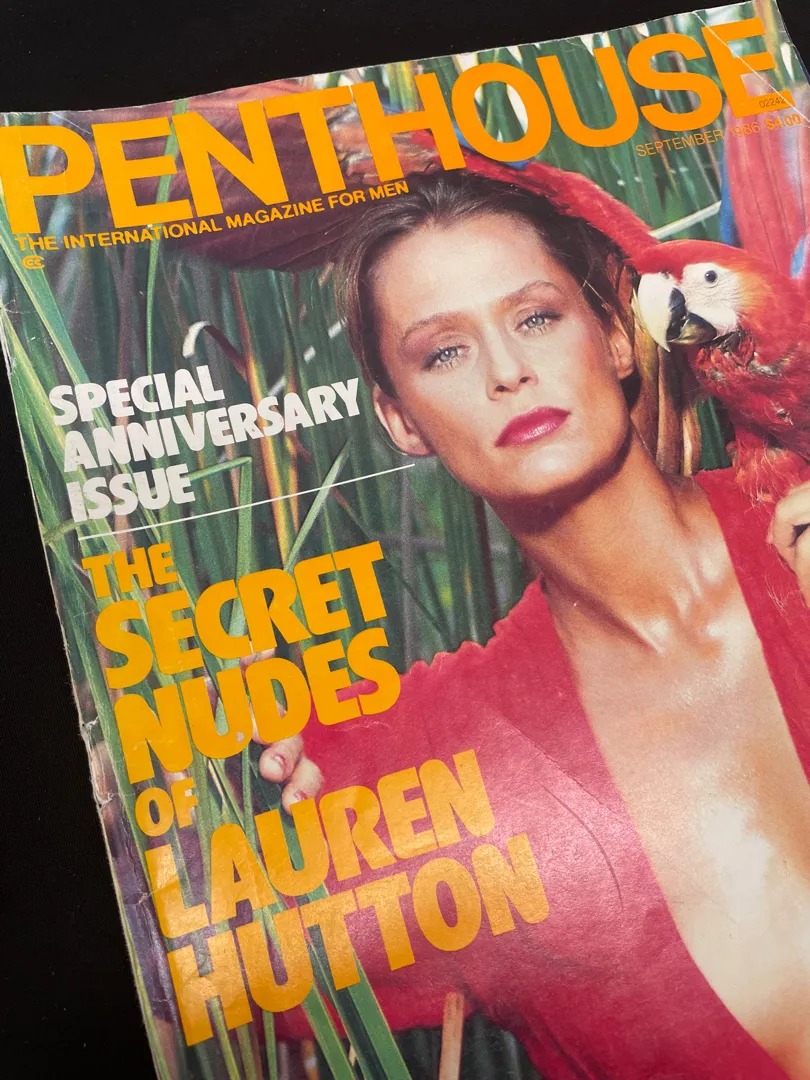 PENTHOUSE
02242
SEPTEMBER 1986 $4.00
THE INTERNATIONAL MAGAZINE FOR MEN
SPECIAL
ANNIVERSARY
ISSUE
THE
SECRET
NUDES
OF
LAUREN
HUTTON